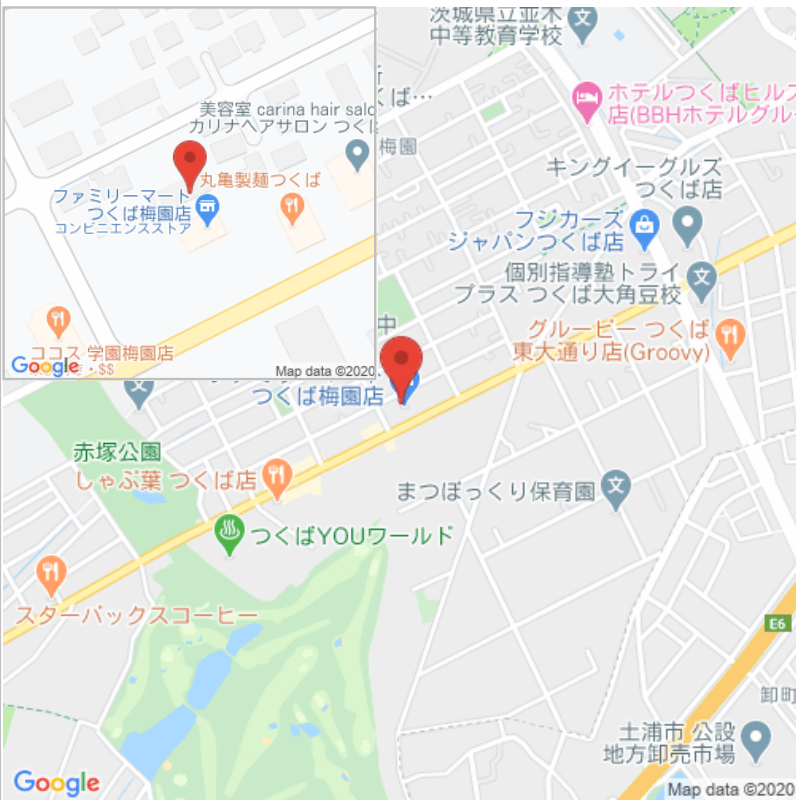 美容室 carina hair salo
カリナヘアサロン つくば
丸亀製麺つくば
ファミリーマート
つくば梅園店
コンビニエンスストア
ココス 学園梅園店
・$$
Google
Map data ©2020
茨城県立並木
中等教育学校
くば…
梅園
ホテルつくばヒルズ
店(BBHホテルグル
キングイーグルズ
つくば店
フジカーズ
ジャパンつくば店
個別指導塾トライ
プラス つくば大角豆校
中
グルービー つくば
東大通り店(Groovy)
つくば梅園店
赤塚公園
しゃぶ葉 つくば店
まつぼっくり保育園
つくばYOUワールド
スターバックスコーヒー
E6
卸町
土浦市 公設
地方卸売市場
Google
Map data ©2020